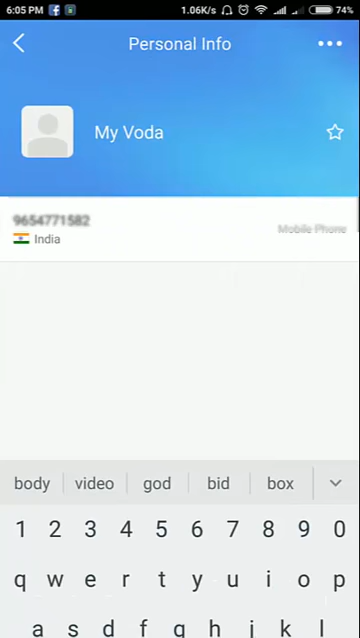 6:05 PM 1.06K/s 74%
Personal Info
My Voda
9654771582
India
Mobile Phone
body video god bid box
1 2 3 4 5 6 7 8 9 0
q w e r t y u i o p
a s d f g h j k l